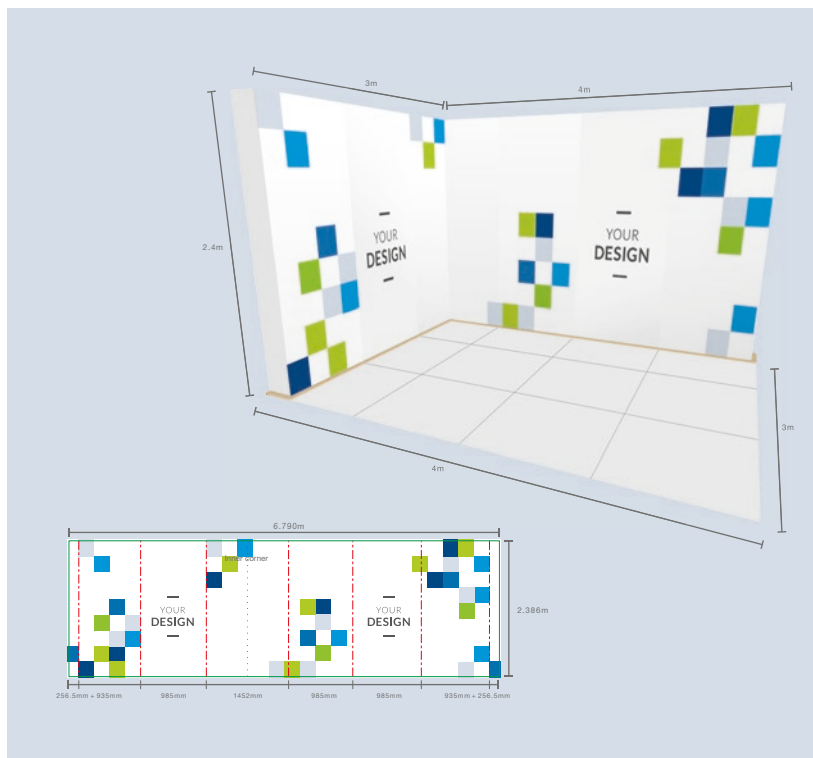 3m
4m
2.4m
YOUR
DESIGN
YOUR
DESIGN
3m
4m
6.790m
Inner corner
YOUR
DESIGN
YOUR
DESIGN
2.386m
256.5mm + 935mm
985mm
1452mm
985mm
985mm
935mm + 256.5mm